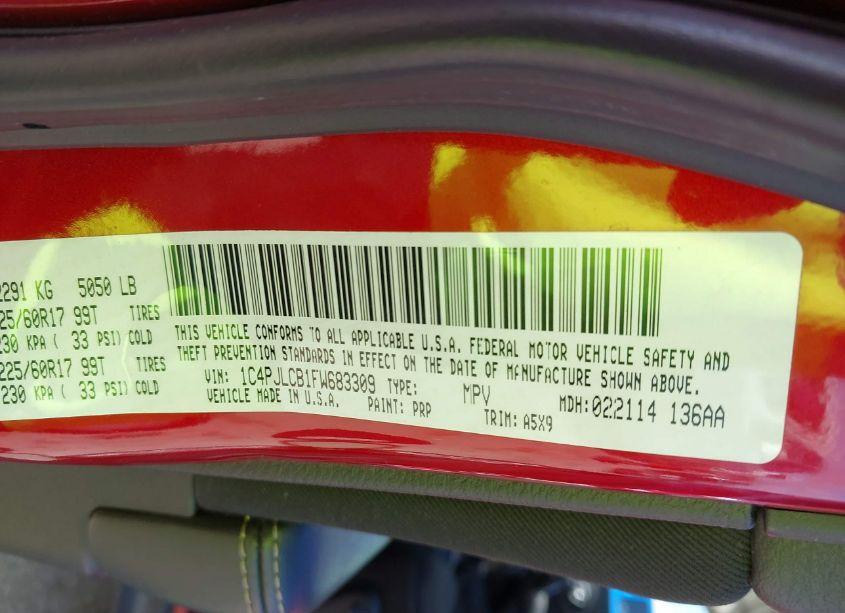 2291 KG 5050 LB
225/60R17 99T TIRES
230 KPA ( 33 PSI) COLD
225/60R17 99T TIRES
230 KPA ( 33 PSI) COLD
THIS VEHICLE CONFORMS TO ALL APPLICABLE U.S.A. FEDERAL MOTOR VEHICLE SAFETY AND
THEFT PREVENTION STANDARDS IN EFFECT ON THE DATE OF MANUFACTURE SHOWN ABOVE.
VIN: 1C4PJLCB1FW683309 TYPE: MPV MDH:022114 136AA
VEHICLE MADE IN U.S.A. PAINT: PRP TRIM: A5X9